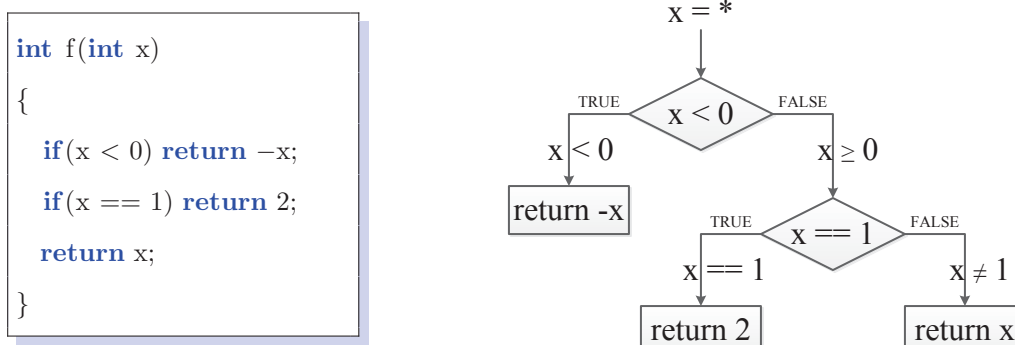 int f(int x)
{
if(x < 0) return −x;
if(x == 1) return 2;
return x;
}
x = *
TRUE
x < 0
FALSE
x < 0
x ≥ 0
return -x
TRUE
x == 1
FALSE
x == 1
x ≠ 1
return 2
return x